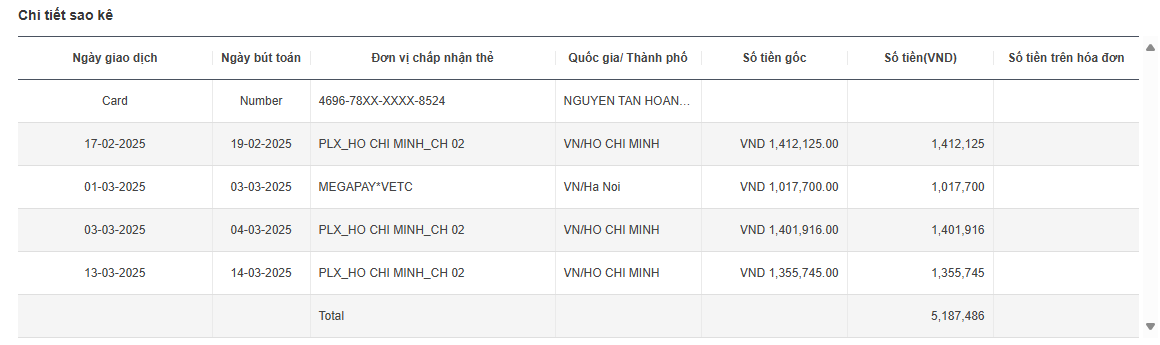 Chi tiết sao kê
Ngày giao dịch Ngày bút toán Đơn vị chấp nhận thẻ Quốc gia/ Thành phố Số tiền gốc Số tiền(VND) Số tiền trên hóa đơn
Card Number 4696-78XX-XXXX-8524 NGUYEN TAN HOAN...
17-02-2025 19-02-2025 PLX_HO CHI MINH_CH 02 VN/HO CHI MINH VND 1,412,125.00 1,412,125
01-03-2025 03-03-2025 MEGAPAY*VETC VN/Ha Noi VND 1,017,700.00 1,017,700
03-03-2025 04-03-2025 PLX_HO CHI MINH_CH 02 VN/HO CHI MINH VND 1,401,916.00 1,401,916
13-03-2025 14-03-2025 PLX_HO CHI MINH_CH 02 VN/HO CHI MINH VND 1,355,745.00 1,355,745
Total 5,187,486